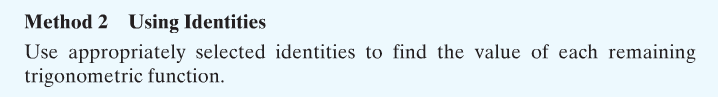 Method 2 Using Identities
Use appropriately selected identities to find the value of each remaining
trigonometric function.